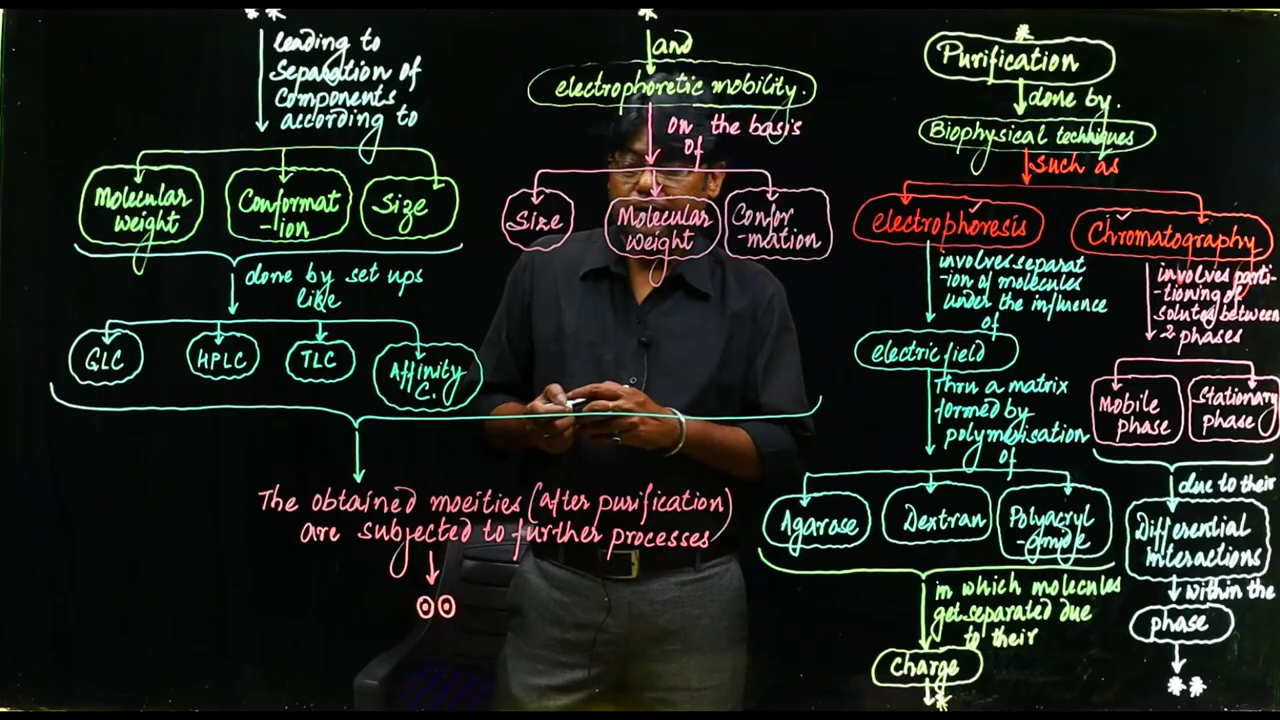 **
leading to
separation of
components
according to
Molecular
weight
Conformat
-ion
Size
done by set ups
like
GLC
HPLC
TLC
Affinity
C.
The obtained moeities (after purification)
are subjected to further processes
*
and
electrophoretic mobility.
on the basis
of
Size
Molecular
weight
Confor
-mation
*
Purification
done by.
Biophysical techniques
such as
electrophoresis
involves separat
-ion of molecules
under the influence
of
electric field
Thru a matrix
formed by
polymerisation
of
Agarase
Dextran
Polyacryl
-amide
in which molecules
get separated due
to their
Charge
*
Chromatography
involves parti-
-tioning of
solutes between
2 phases
Mobile
phase
Stationary
phase
due to their
Differential
interactions
within the
phase
**